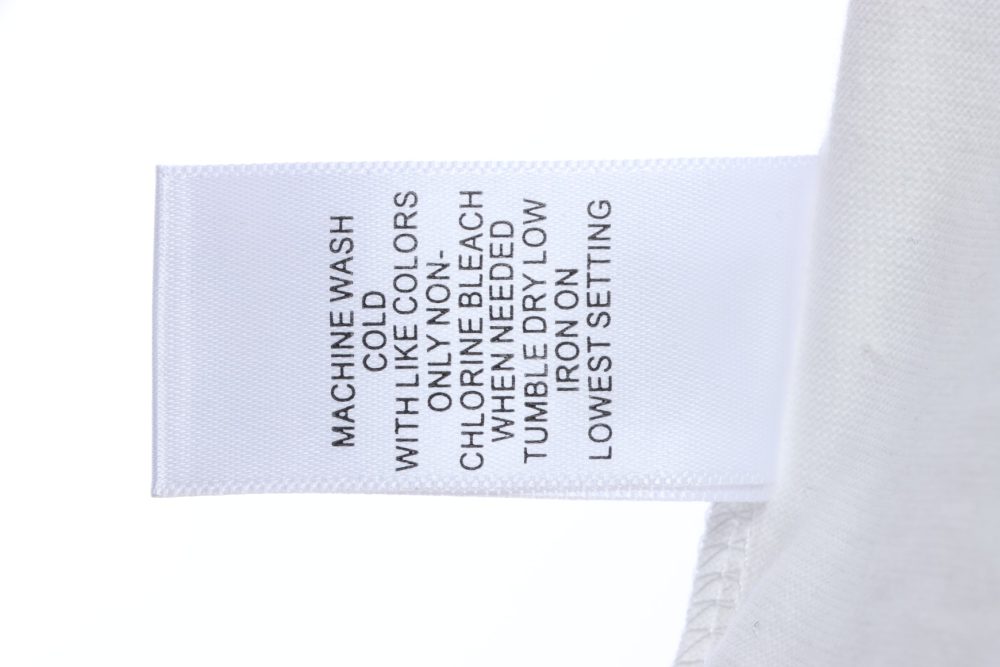 MACHINE WASH
COLD
WITH LIKE COLORS
ONLY NON-
CHLORINE BLEACH
WHEN NEEDED
TUMBLE DRY LOW
IRON ON
LOWEST SETTING